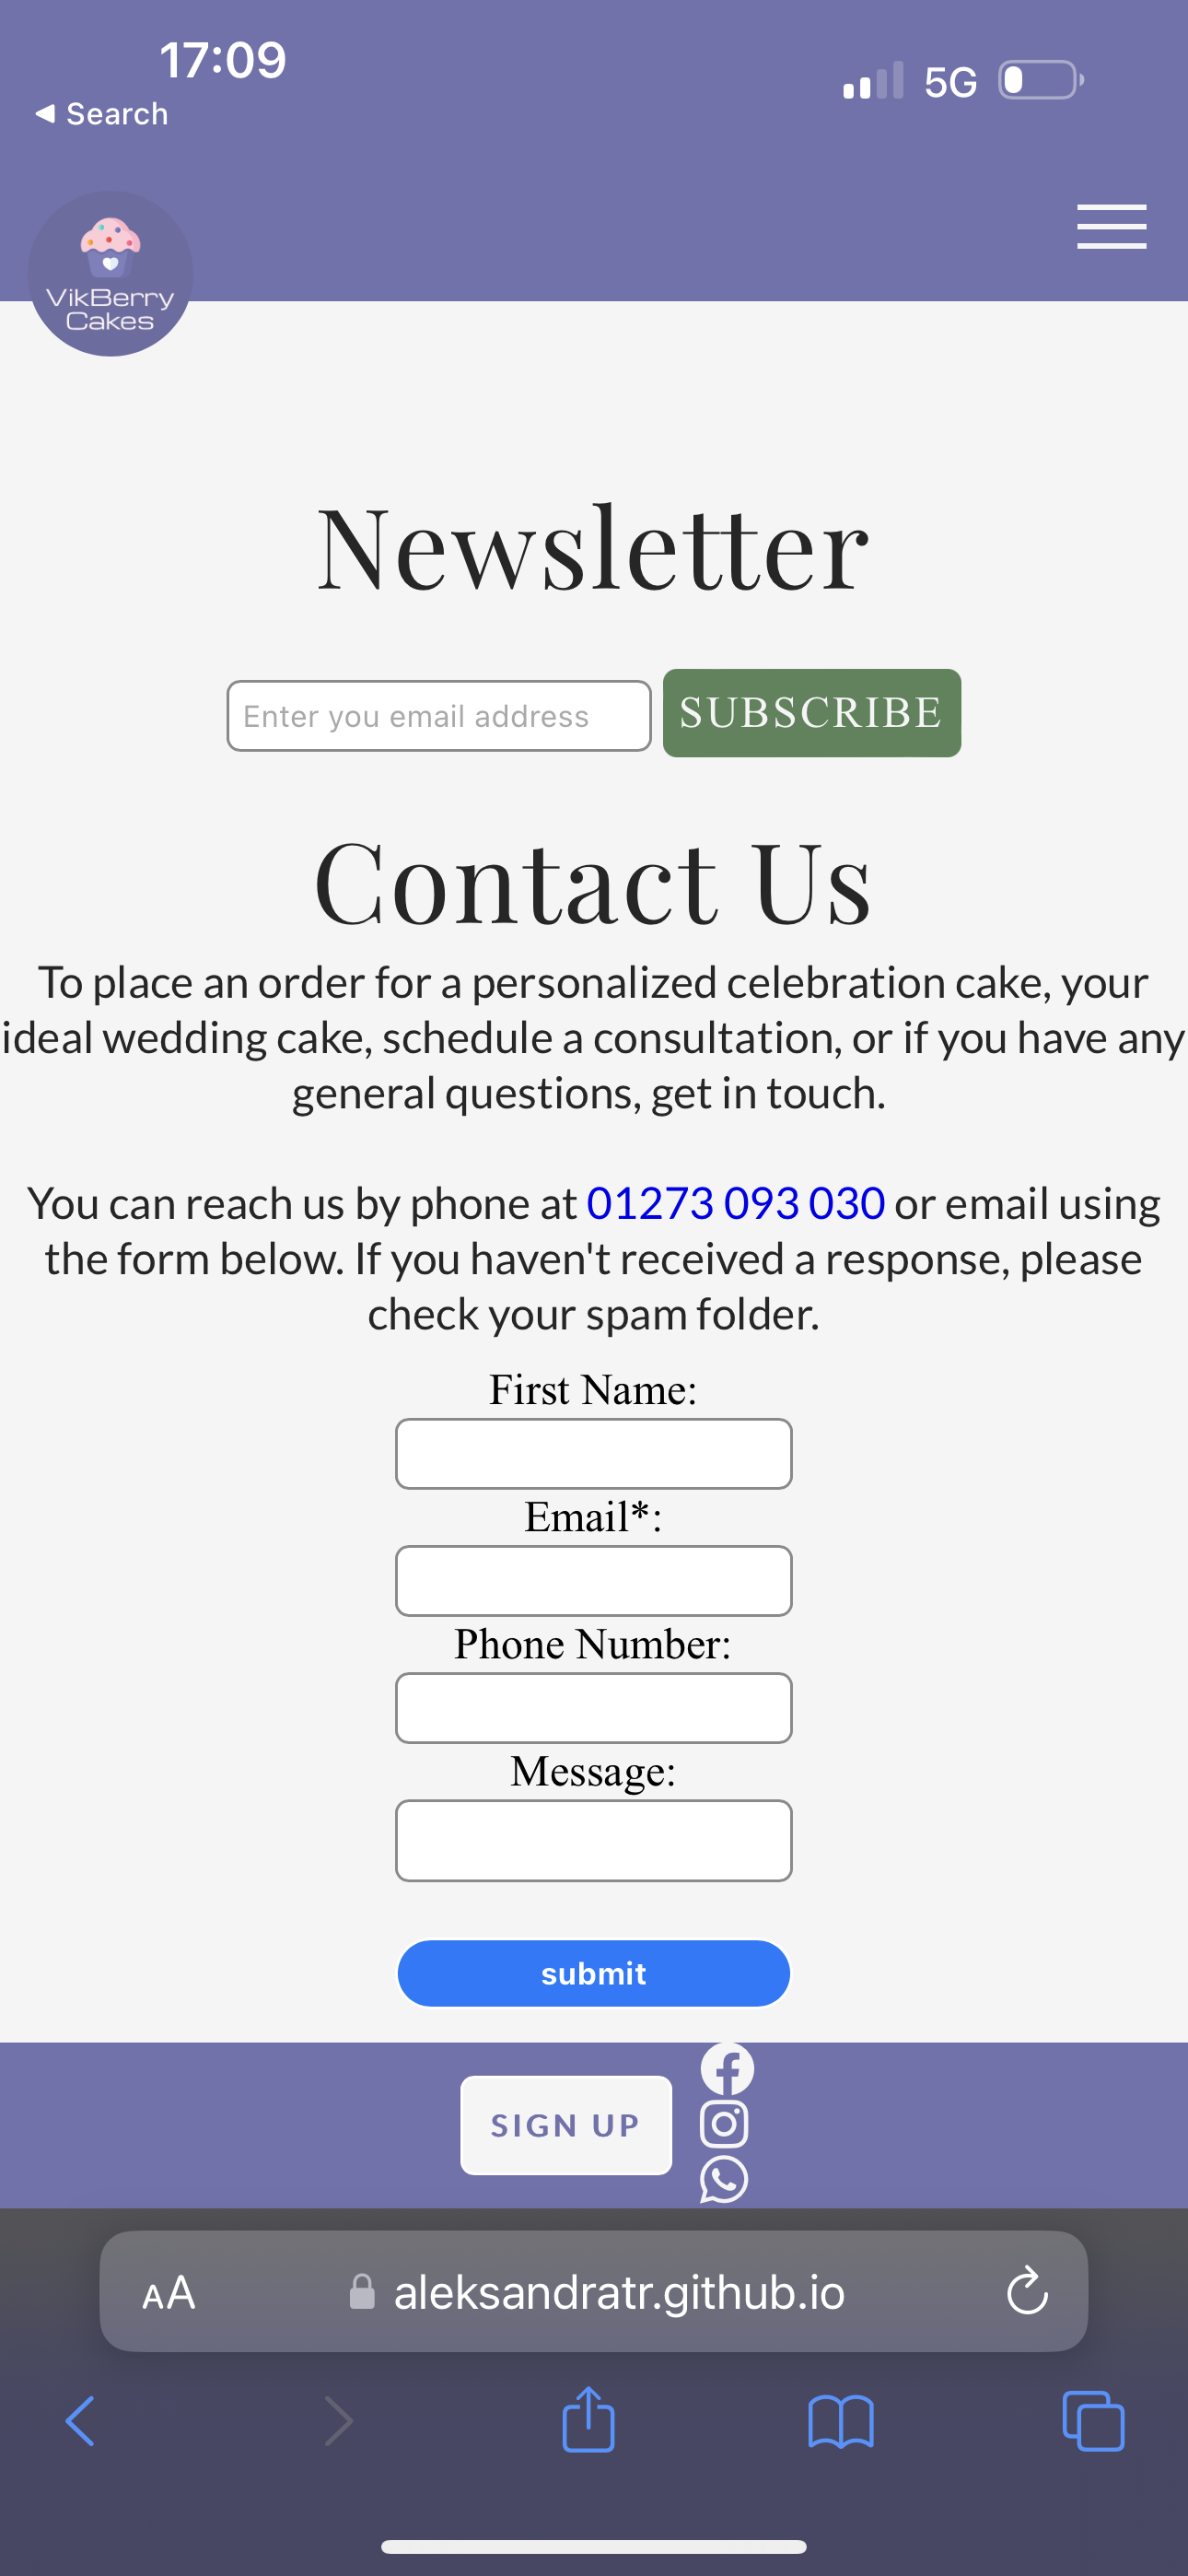 17:09
5G
◀ Search
VikBerry
Cakes
Newsletter
Enter you email address
SUBSCRIBE
Contact Us
To place an order for a personalized celebration cake, your
ideal wedding cake, schedule a consultation, or if you have any
general questions, get in touch.
You can reach us by phone at 01273 093 030 or email using
the form below. If you haven't received a response, please
check your spam folder.
First Name:
Email*:
Phone Number:
Message:
submit
SIGN UP
AA
aleksandratr.github.io